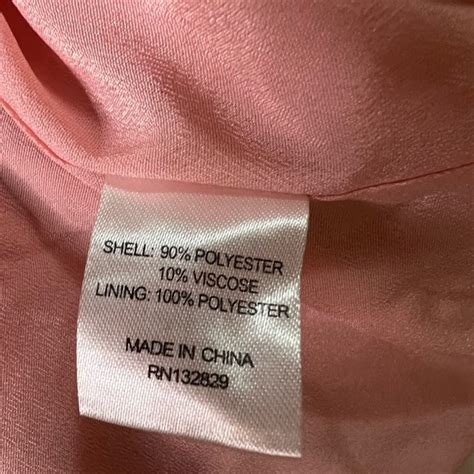 SHELL: 90% POLYESTER
10% VISCOSE
LINING: 100% POLYESTER
MADE IN CHINA
RN132829